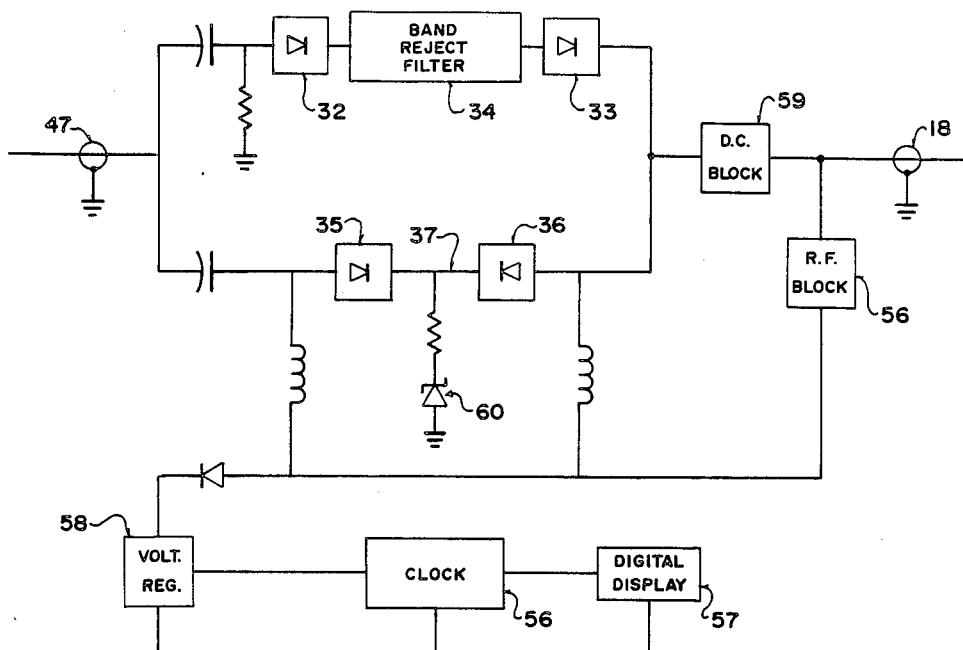 BAND
REJECT
FILTER
32
34
33
47
59
D.C.
BLOCK
18
35
37
36
R.F.
BLOCK
56
60
58
VOLT.
REG.
CLOCK
56
DIGITAL
DISPLAY
57